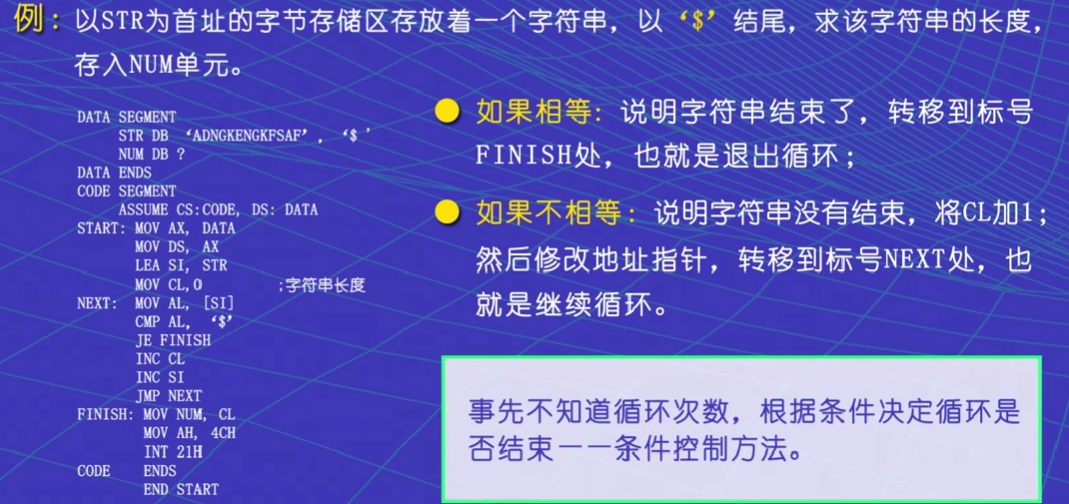 例：以STR为首址的字节存储区存放着一个字符串，以‘$’结尾，求该字符串的长度，
存入NUM单元。
DATA SEGMENT
STR DB ‘ADNGKENGKFSAF’, ‘$’
NUM DB ?
DATA ENDS
CODE SEGMENT
ASSUME CS:CODE, DS: DATA
START: MOV AX, DATA
MOV DS, AX
LEA SI, STR
MOV CL,0 ;字符串长度
NEXT: MOV AL, [SI]
CMP AL, ‘$’
JE FINISH
INC CL
INC SI
JMP NEXT
FINISH: MOV NUM, CL
MOV AH, 4CH
INT 21H
CODE ENDS
END START
如果相等：说明字符串结束了，转移到标号
FINISH处，也就是退出循环；
如果不相等：说明字符串没有结束，将CL加1；
然后修改地址指针，转移到标号NEXT处，也
就是继续循环。
事先不知道循环次数，根据条件决定循环是
否结束——条件控制方法。